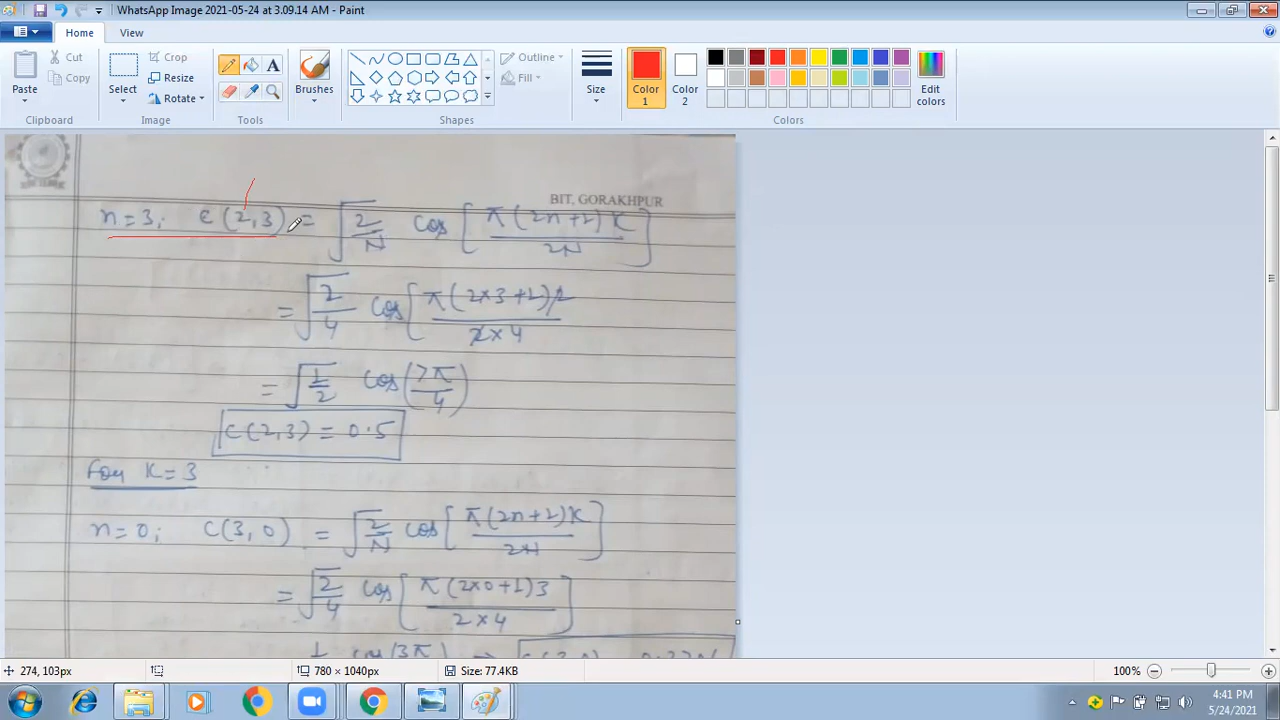 WhatsApp Image 2021-05-24 at 3.09.14 AM - Paint
Home View
Paste Cut Copy Select Crop Resize Rotate Brushes Outline Fill Size Color 1 Color 2 Edit colors
Clipboard Image Tools Shapes Colors
BIT, GORAKHPUR
n=3; C(2,3) = √2/N cos[π(2n+1)K/2N]
= √2/4 cos[π(2×3+1)2/2×4
= √1/2 cos(7π/4)
C(2,3) = 0.5
For K=3
n=0; C(3,0) = √2/N cos[π(2n+1)K/2N]
= √2/4 cos[π(2×0+1)3/2×4]
274, 103px 780 × 1040px Size: 77.4KB 100%
4:41 PM
5/24/2021